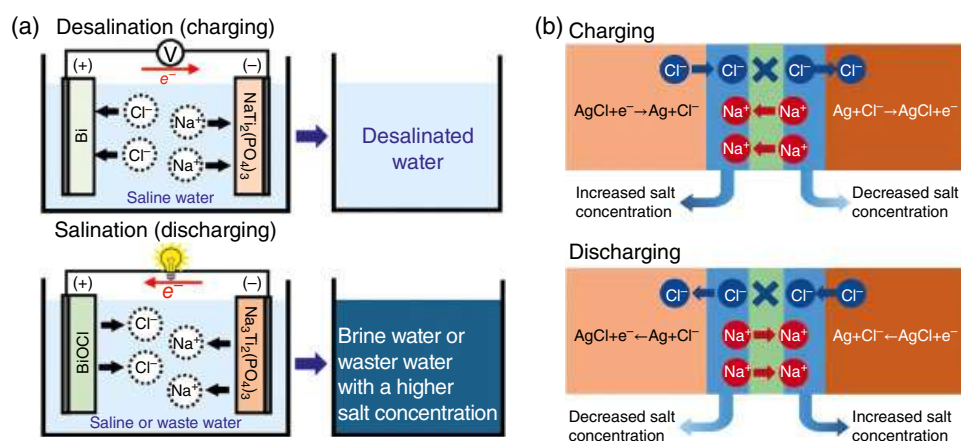 (a)
Desalination (charging)
(+)
V
(−)
e⁻
Bi
Cl⁻
Cl⁻
Na⁺
Na⁺
NaTi₂(PO₄)₃
Saline water
Desalinated
water
Salination (discharging)
(+)
(−)
e⁻
BiOCl
Cl⁻
Cl⁻
Na⁺
Na⁺
Na₃Ti₂(PO₄)₃
Saline or waste water
Brine water or
waster water
with a higher
salt concentration
(b)
Charging
Cl⁻ Cl⁻ Cl⁻ Cl⁻
AgCl+e⁻→Ag+Cl⁻
Na⁺ Na⁺
Ag+Cl⁻→AgCl+e⁻
Na⁺ Na⁺
Increased salt
concentration
Decreased salt
concentration
Discharging
Cl⁻ Cl⁻ Cl⁻ Cl⁻
AgCl+e⁻←Ag+Cl⁻
Na⁺ Na⁺
Ag+Cl⁻←AgCl+e⁻
Na⁺ Na⁺
Decreased salt
concentration
Increased salt
concentration